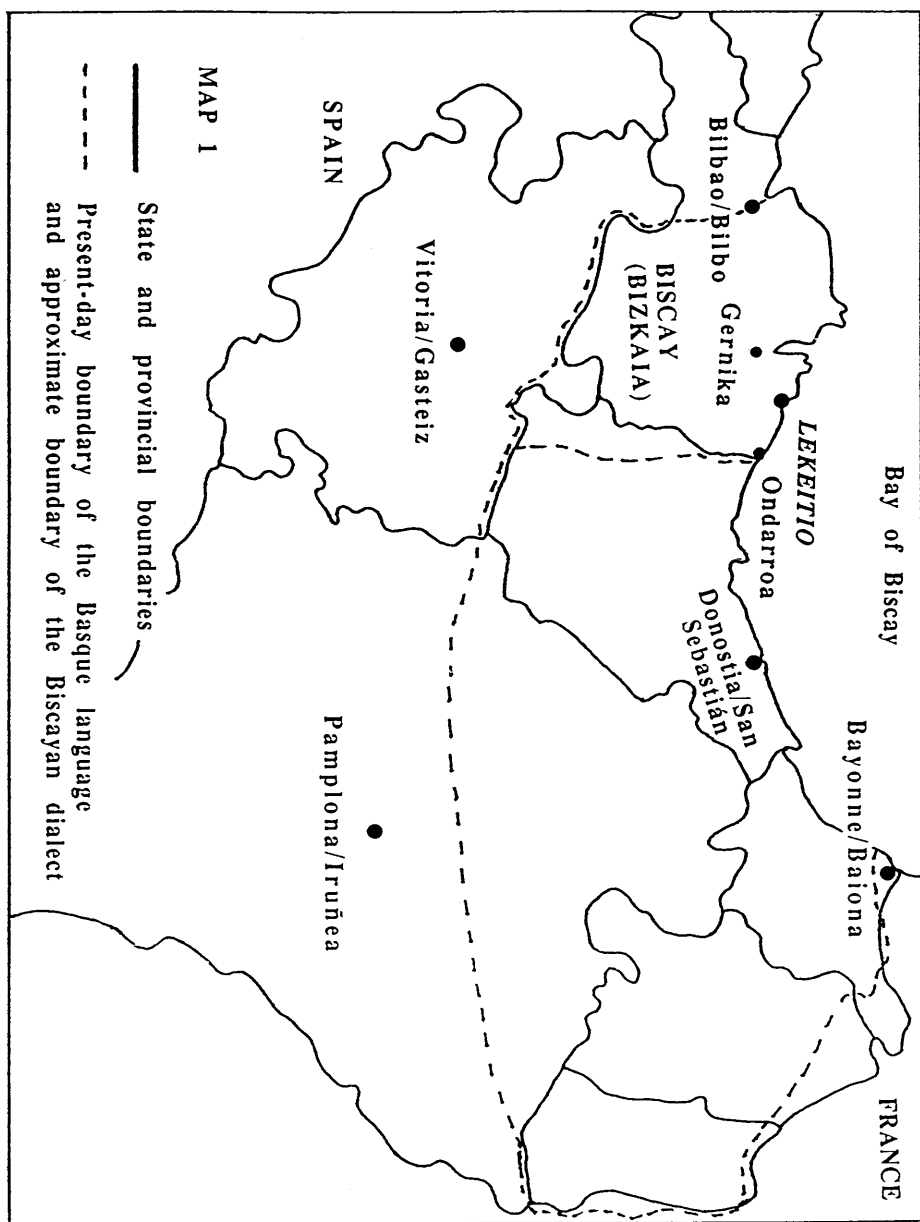 Bay of Biscay
FRANCE
Bayonne/Baiona
LEKEITIO
Ondarroa
Donostia/San
Sebastián
Bilbao/Bilbo
Gernika
BISCAY
(BIZKAIA)
Vitoria/Gasteiz
Pamplona/Iruñea
SPAIN
MAP 1
State and provincial boundaries
Present-day boundary of the Basque language
and approximate boundary of the Biscayan dialect